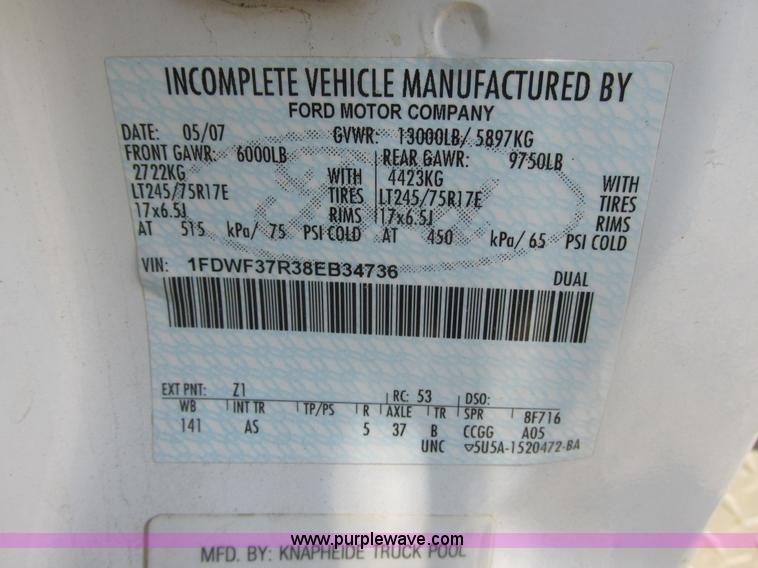 INCOMPLETE VEHICLE MANUFACTURED BY
FORD MOTOR COMPANY
DATE: 05/07 GVWR: 13000LB/ 5897KG
FRONT GAWR: 6000LB REAR GAWR: 9750LB
2722KG WITH 4423KG WITH
LT245/75R17E TIRES LT245/75R17E TIRES
17x6.5J RIMS 17x6.5J RIMS
AT 515 kPa/ 75 PSI COLD AT 450 kPa/ 65 PSI COLD
VIN: 1FDWF37R38EB34736
DUAL
EXT PNT: Z1 RC: 53 DSO:
WB INT TR TP/PS R AXLE TR SPR 8F716
141 AS 5 37 B CCGG A05
UNC 5U5A-1520472-BA
www.purplewave.com
MFD. BY: KNAPHEIDE TRUCK POOL